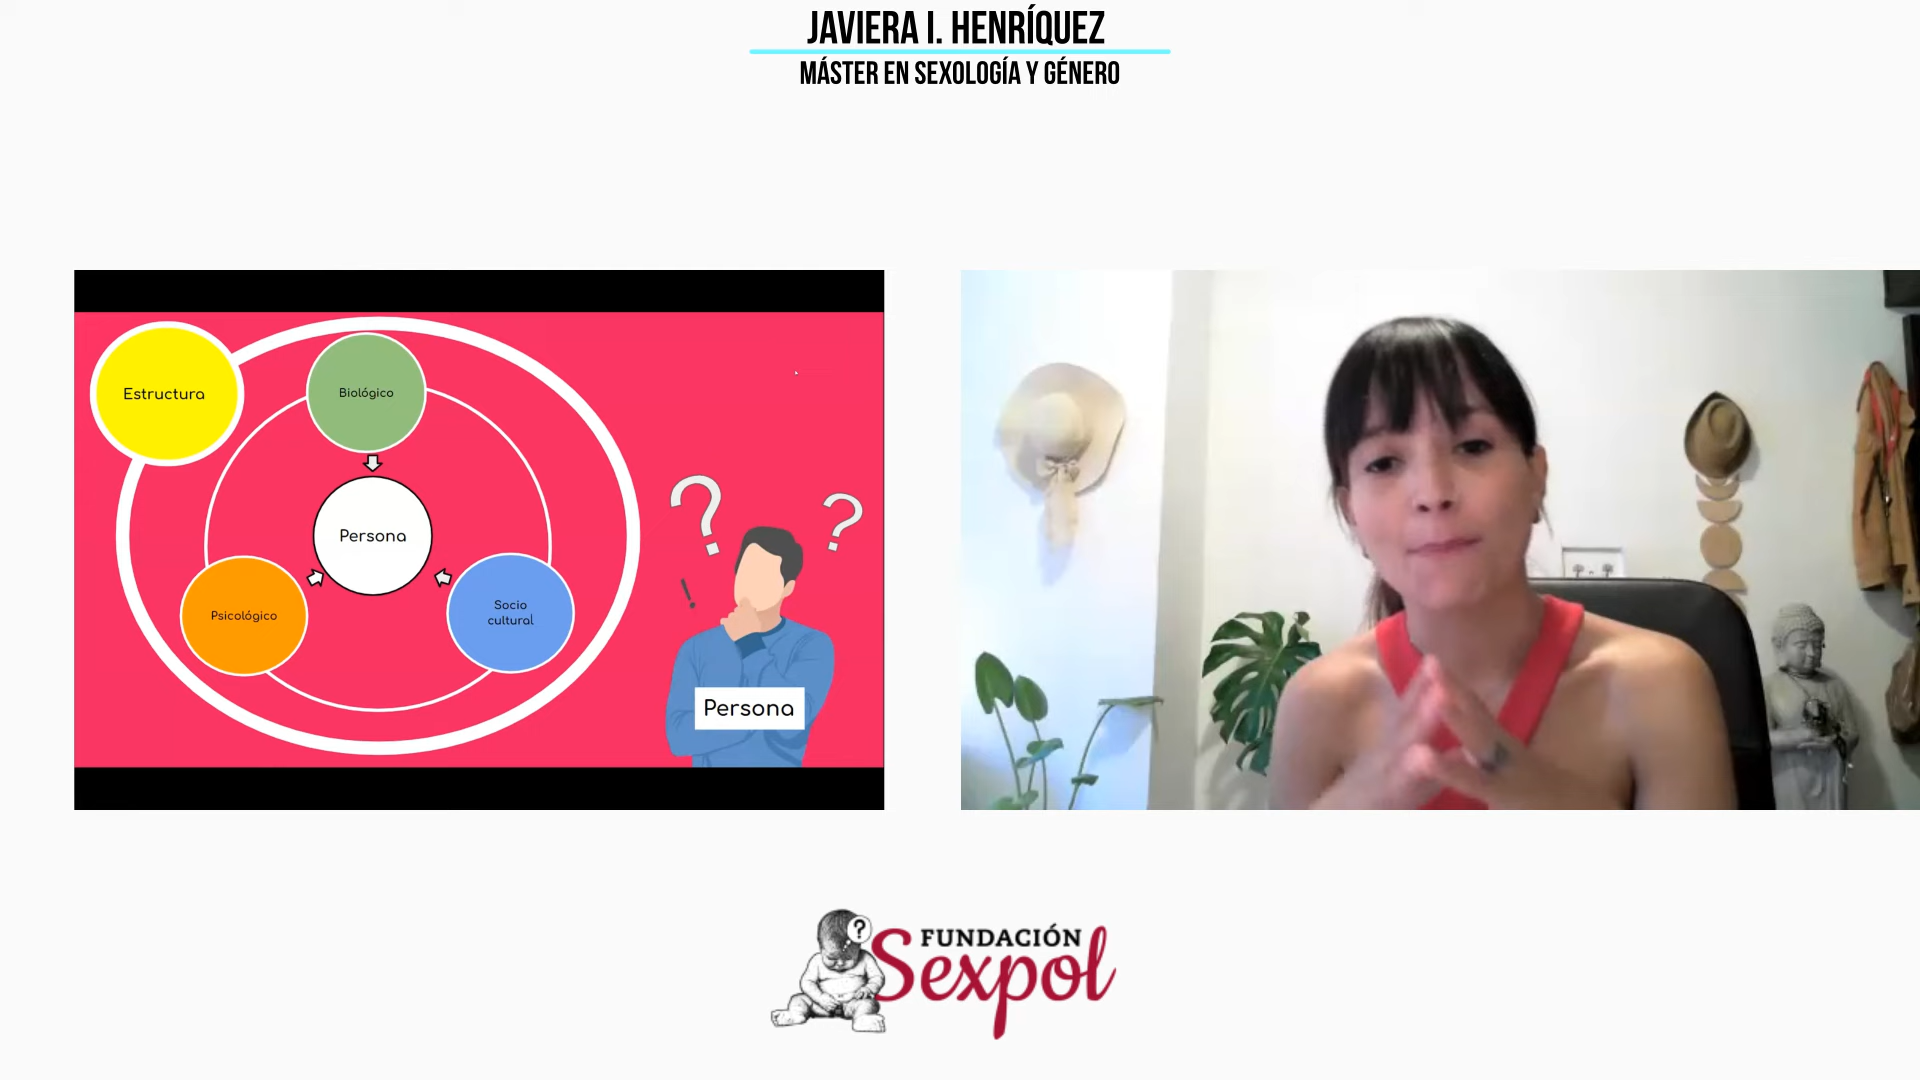 JAVIERA I. HENRÍQUEZ
MÁSTER EN SEXOLOGÍA Y GÉNERO
Estructura
Biológico
Persona
Psicológico
Socio
cultural
?
?
!
Persona
?
FUNDACIÓN
Sexpol